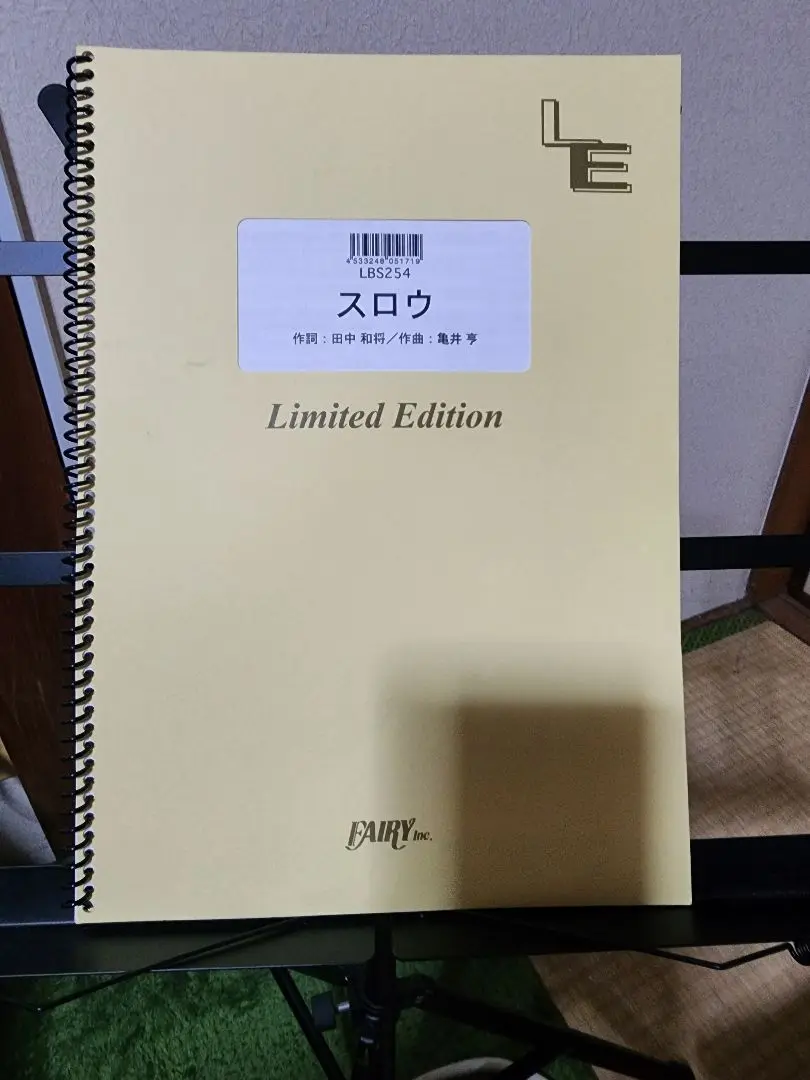 LE
4533248051719
LBS254
スロウ
作詞：田中 和将／作曲：亀井 亨
Limited Edition
FAIRY Inc.